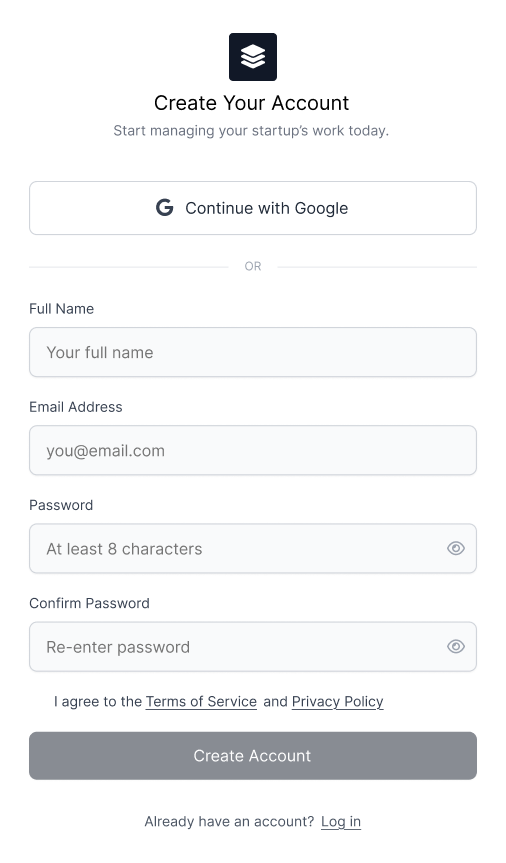 Create Your Account
Start managing your startup's work today.
Continue with Google
OR
Full Name
Your full name
Email Address
you@email.com
Password
At least 8 characters
Confirm Password
Re-enter password
I agree to the Terms of Service and Privacy Policy
Create Account
Already have an account? Log in